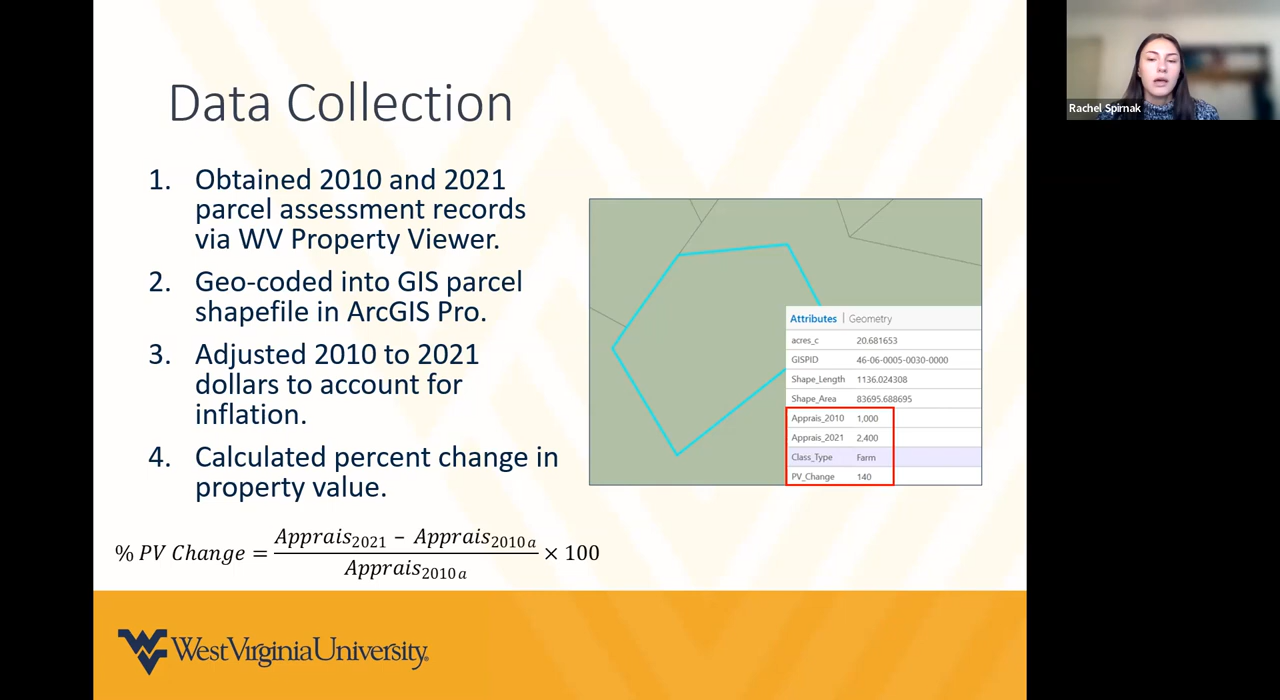 Data Collection
1. Obtained 2010 and 2021
parcel assessment records
via WV Property Viewer.
2. Geo-coded into GIS parcel
shapefile in ArcGIS Pro.
3. Adjusted 2010 to 2021
dollars to account for
inflation.
4. Calculated percent change in
property value.
% PV Change = (Apprais2021 – Apprais2010a) / Apprais2010a × 100
Attributes | Geometry
acres_c 20.681653
GISPID 46-06-0005-0030-0000
Shape_Length 1136.024308
Shape_Area 83695.688695
Apprais_2010 1,000
Apprais_2021 2,400
Class_Type Farm
PV_Change 140
West Virginia University.
Rachel Spirnak